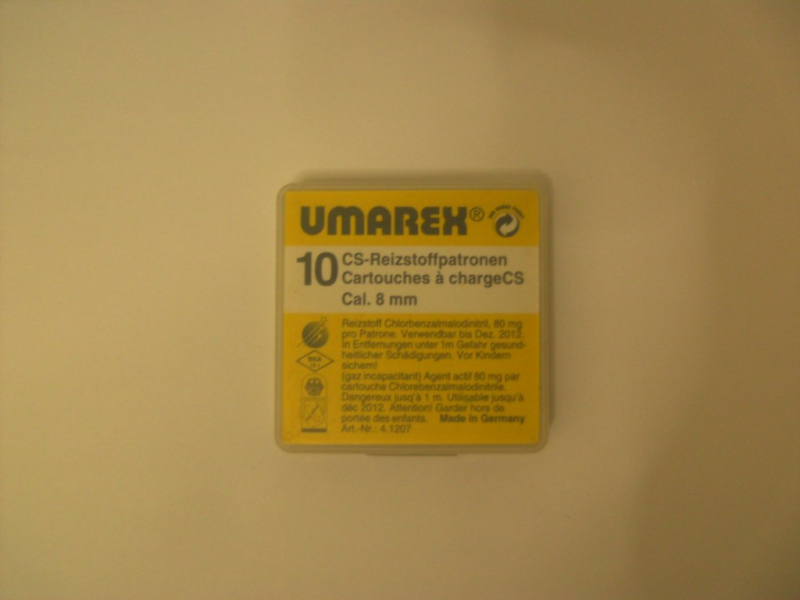 UMAREX®
10 CS-Reizstoffpatronen
Cartouches à chargeCS
Cal. 8 mm
Reizstoff Chlorbenzalmalodinitril, 80 mg
pro Patrone. Verwendbar bis Dez. 2012.
In Entfernungen unter 1m Gefahr gesund-
heitlicher Schädigungen. Vor Kindern
sichern!
(gaz incapacitant) Agent actif 80 mg par
cartouche Chlorebenzalmalodinitrile.
Dangereux jusqu'à 1 m. Utilisable jusqu'à
déc 2012. Attention! Garder hors de
portée des enfants. Made in Germany
Art.-Nr.: 4.1207
BKA